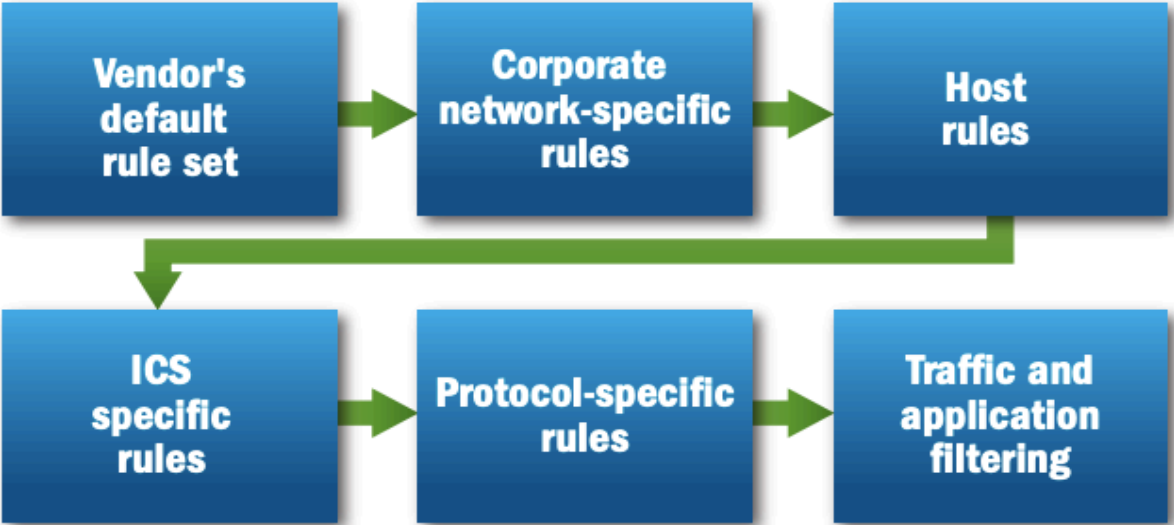 Vendor's
default
rule set
Corporate
network-specific
rules
Host
rules
ICS
specific
rules
Protocol-specific
rules
Traffic and
application
filtering